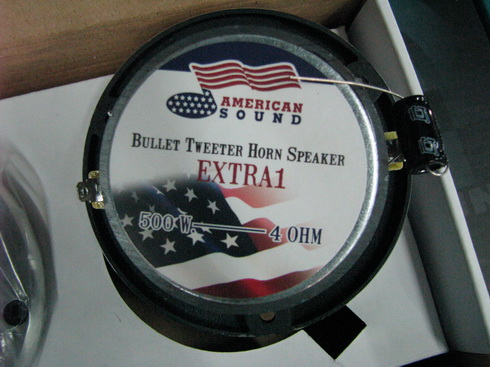 AMERICAN
SOUND
BULLET TWEETER HORN SPEAKER
EXTRA1
500 W. 4 OHM